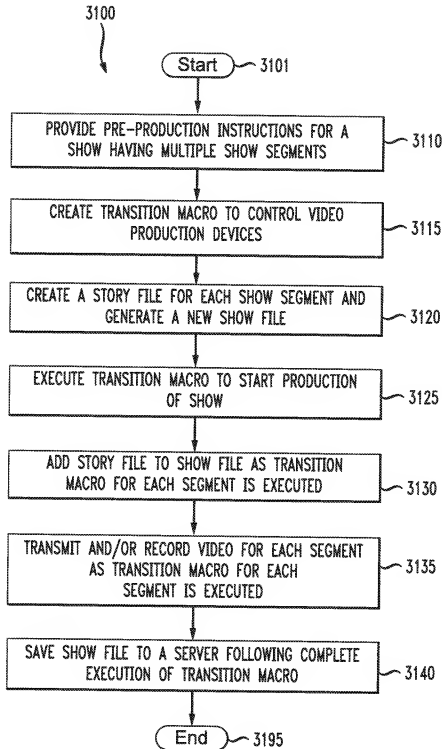 3100
Start
3101
PROVIDE PRE-PRODUCTION INSTRUCTIONS FOR A
SHOW HAVING MULTIPLE SHOW SEGMENTS
3110
CREATE TRANSITION MACRO TO CONTROL VIDEO
PRODUCTION DEVICES
3115
CREATE A STORY FILE FOR EACH SHOW SEGMENT AND
GENERATE A NEW SHOW FILE
3120
EXECUTE TRANSITION MACRO TO START PRODUCTION
OF SHOW
3125
ADD STORY FILE TO SHOW FILE AS TRANSITION
MACRO FOR EACH SEGMENT IS EXECUTED
3130
TRANSMIT AND/OR RECORD VIDEO FOR EACH SEGMENT
AS TRANSITION MACRO FOR EACH
SEGMENT IS EXECUTED
3135
SAVE SHOW FILE TO A SERVER FOLLOWING COMPLETE
EXECUTION OF TRANSITION MACRO
3140
End
3195